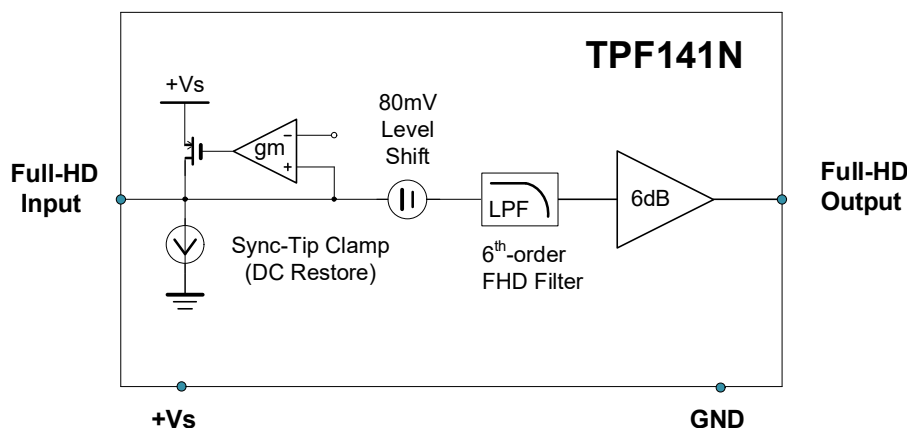 TPF141N
+Vs
80mV
Level
Shift
gm
−
+
Full-HD
Input
Full-HD
Output
LPF
6dB
Sync-Tip Clamp
(DC Restore)
6th-order
FHD Filter
+Vs
GND